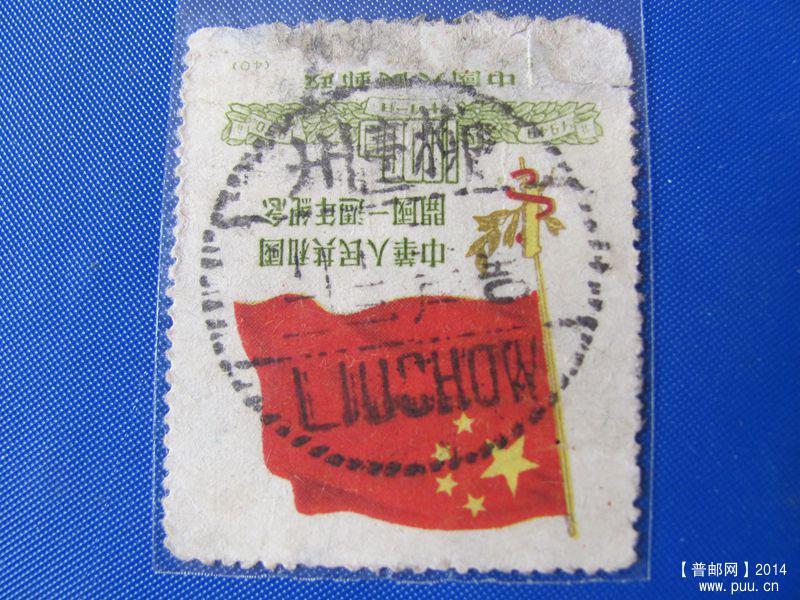 中華人民共和國
開國一週年紀念
中國人民郵政
(40)
LIUCHOW
【普邮网】2014
www.puu.cn